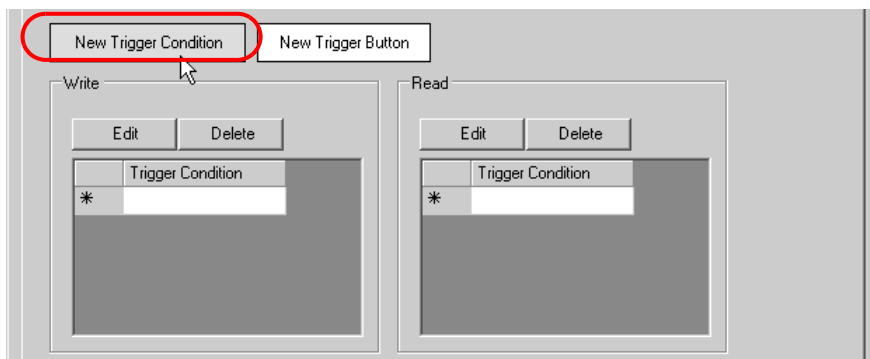 New Trigger Condition New Trigger Button
Write Read
Edit Delete Edit Delete
Trigger Condition Trigger Condition
* *